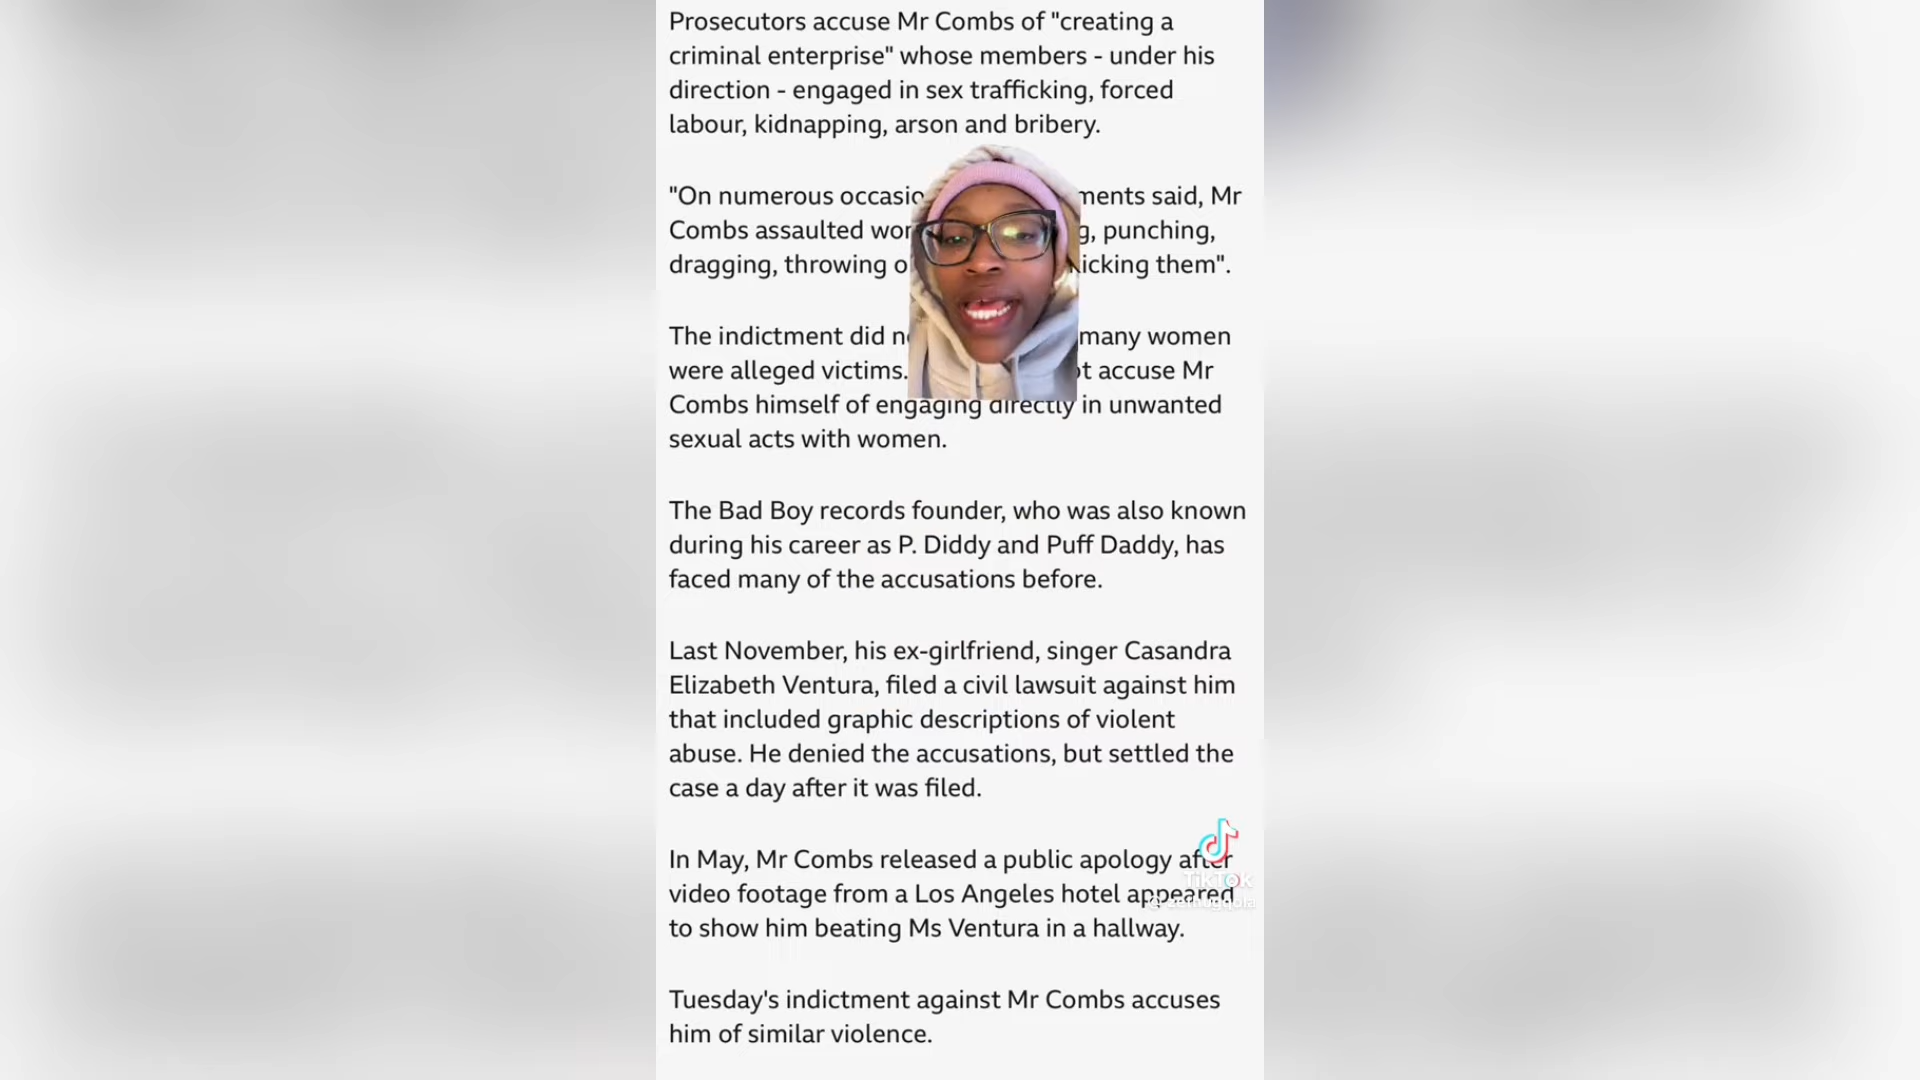 Prosecutors accuse Mr Combs of "creating a
criminal enterprise" whose members - under his
direction - engaged in sex trafficking, forced
labour, kidnapping, arson and bribery.
"On numerous said, Mr
Combs assaulted punching,
dragging, throwing kicking them".
The indictment did many women
were alleged victims. accuse Mr
Combs himself of engaging directly in unwanted
sexual acts with women.
The Bad Boy records founder, who was also known
during his career as P. Diddy and Puff Daddy, has
faced many of the accusations before.
Last November, his ex-girlfriend, singer Casandra
Elizabeth Ventura, filed a civil lawsuit against him
that included graphic descriptions of violent
abuse. He denied the accusations, but settled the
case a day after it was filed.
In May, Mr Combs released a public apology after
video footage from a Los Angeles hotel appeared
to show him beating Ms Ventura in a hallway.
Tuesday's indictment against Mr Combs accuses
him of similar violence.
TikTok